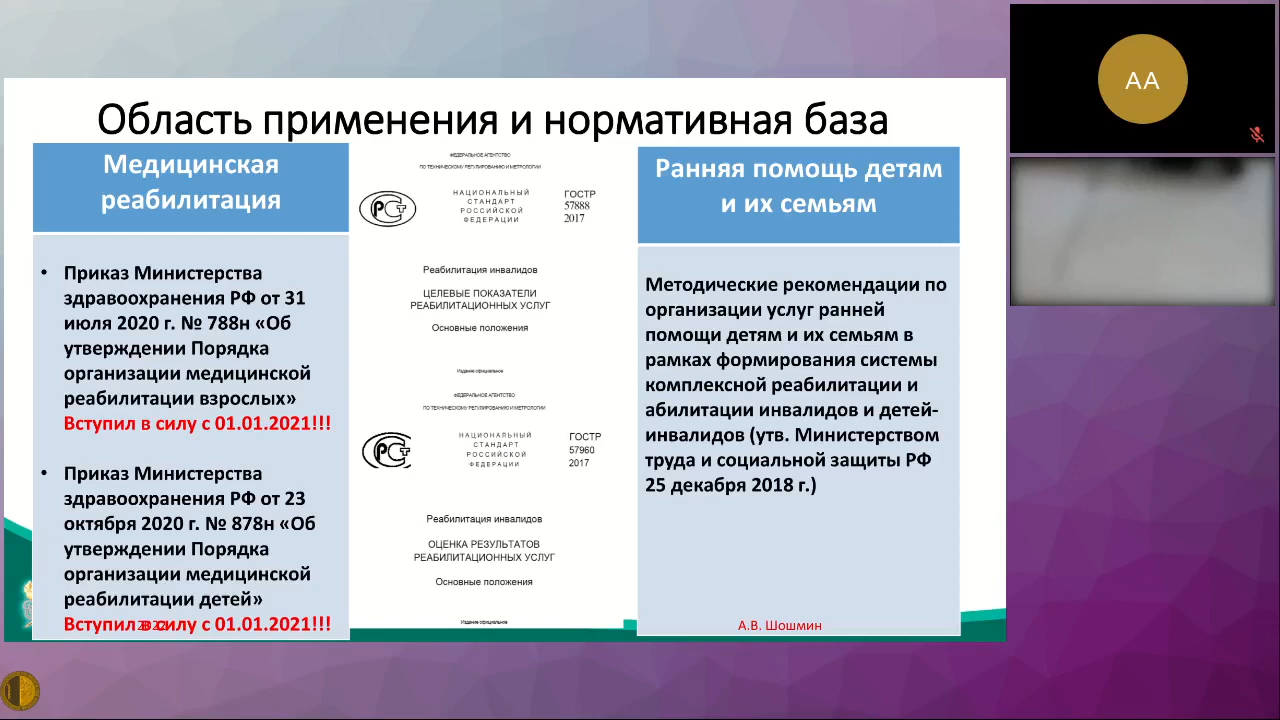 Область применения и нормативная база
Медицинская
реабилитация
• Приказ Министерства
здравоохранения РФ от 31
июля 2020 г. № 788н «Об
утверждении Порядка
организации медицинской
реабилитации взрослых»
Вступил в силу с 01.01.2021!!!
• Приказ Министерства
здравоохранения РФ от 23
октября 2020 г. № 878н «Об
утверждении Порядка
организации медицинской
реабилитации детей»
Вступил в силу с 01.01.2021!!!
2022
ФЕДЕРАЛЬНОЕ АГЕНТСТВО
ПО ТЕХНИЧЕСКОМУ РЕГУЛИРОВАНИЮ И МЕТРОЛОГИИ
НАЦИОНАЛЬНЫЙ
СТАНДАРТ
РОССИЙСКОЙ
ФЕДЕРАЦИИ
ГОСТР
57888
2017
Реабилитация инвалидов
ЦЕЛЕВЫЕ ПОКАЗАТЕЛИ
РЕАБИЛИТАЦИОННЫХ УСЛУГ
Основные положения
Издание официальное
ФЕДЕРАЛЬНОЕ АГЕНТСТВО
ПО ТЕХНИЧЕСКОМУ РЕГУЛИРОВАНИЮ И МЕТРОЛОГИИ
НАЦИОНАЛЬНЫЙ
СТАНДАРТ
РОССИЙСКОЙ
ФЕДЕРАЦИИ
ГОСТР
57960
2017
Реабилитация инвалидов
ОЦЕНКА РЕЗУЛЬТАТОВ
РЕАБИЛИТАЦИОННЫХ УСЛУГ
Основные положения
Издание официальное
Ранняя помощь детям
и их семьям
Методические рекомендации по
организации услуг ранней
помощи детям и их семьям в
рамках формирования системы
комплексной реабилитации и
абилитации инвалидов и детей-
инвалидов (утв. Министерством
труда и социальной защиты РФ
25 декабря 2018 г.)
А.В. Шошмин
АА